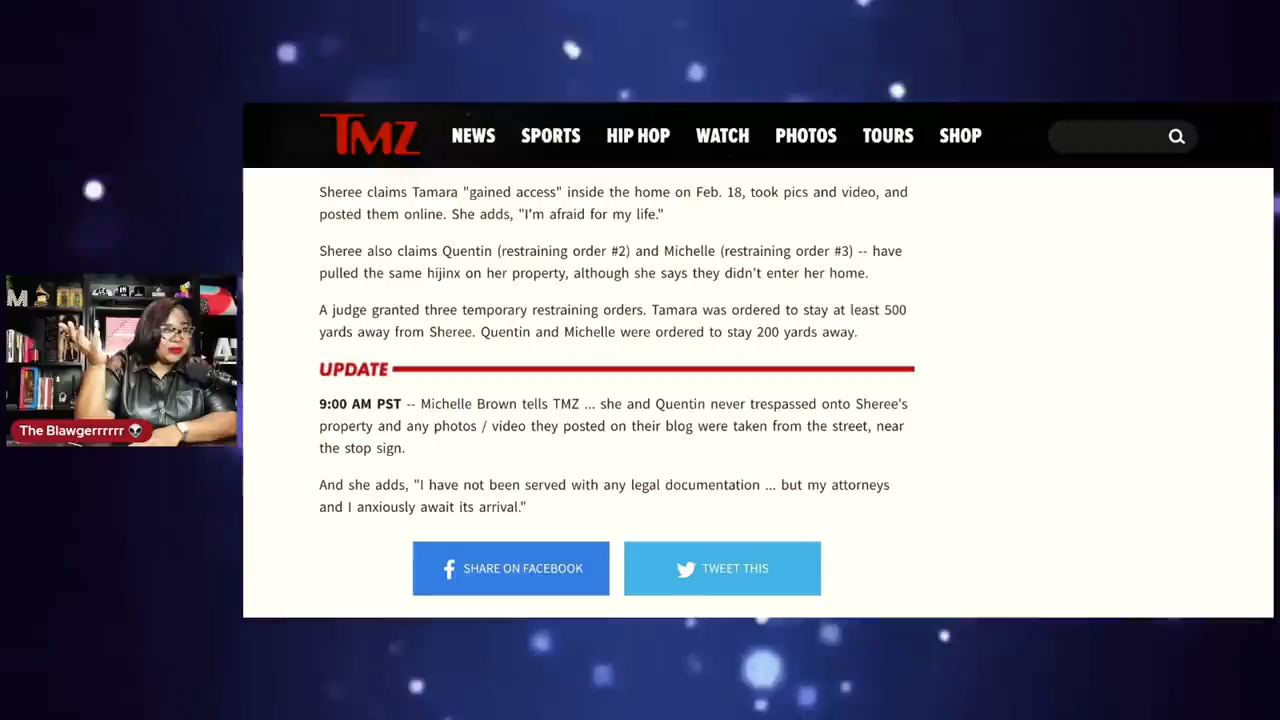 TMZ NEWS SPORTS HIP HOP WATCH PHOTOS TOURS SHOP
Sheree claims Tamara "gained access" inside the home on Feb. 18, took pics and video, and
posted them online. She adds, "I'm afraid for my life."
Sheree also claims Quentin (restraining order #2) and Michelle (restraining order #3) -- have
pulled the same hijinx on her property, although she says they didn't enter her home.
A judge granted three temporary restraining orders. Tamara was ordered to stay at least 500
yards away from Sheree. Quentin and Michelle were ordered to stay 200 yards away.
UPDATE
9:00 AM PST -- Michelle Brown tells TMZ ... she and Quentin never trespassed onto Sheree's
property and any photos / video they posted on their blog were taken from the street, near
the stop sign.
And she adds, "I have not been served with any legal documentation ... but my attorneys
and I anxiously await its arrival."
SHARE ON FACEBOOK
TWEET THIS
The Blawgerrrrrr